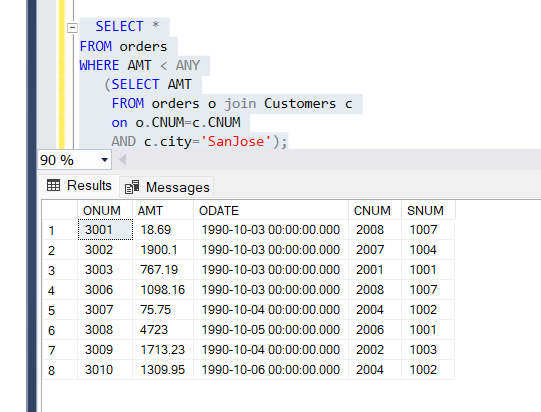 SELECT *
FROM orders
WHERE AMT < ANY
(SELECT AMT
FROM orders o join Customers c
on o.CNUM=c.CNUM
AND c.city='SanJose');
90 %
Results Messages
ONUM AMT ODATE CNUM SNUM
1 3001 18.69 1990-10-03 00:00:00.000 2008 1007
2 3002 1900.1 1990-10-03 00:00:00.000 2007 1004
3 3003 767.19 1990-10-03 00:00:00.000 2001 1001
4 3006 1098.16 1990-10-03 00:00:00.000 2008 1007
5 3007 75.75 1990-10-04 00:00:00.000 2004 1002
6 3008 4723 1990-10-05 00:00:00.000 2006 1001
7 3009 1713.23 1990-10-04 00:00:00.000 2002 1003
8 3010 1309.95 1990-10-06 00:00:00.000 2004 1002